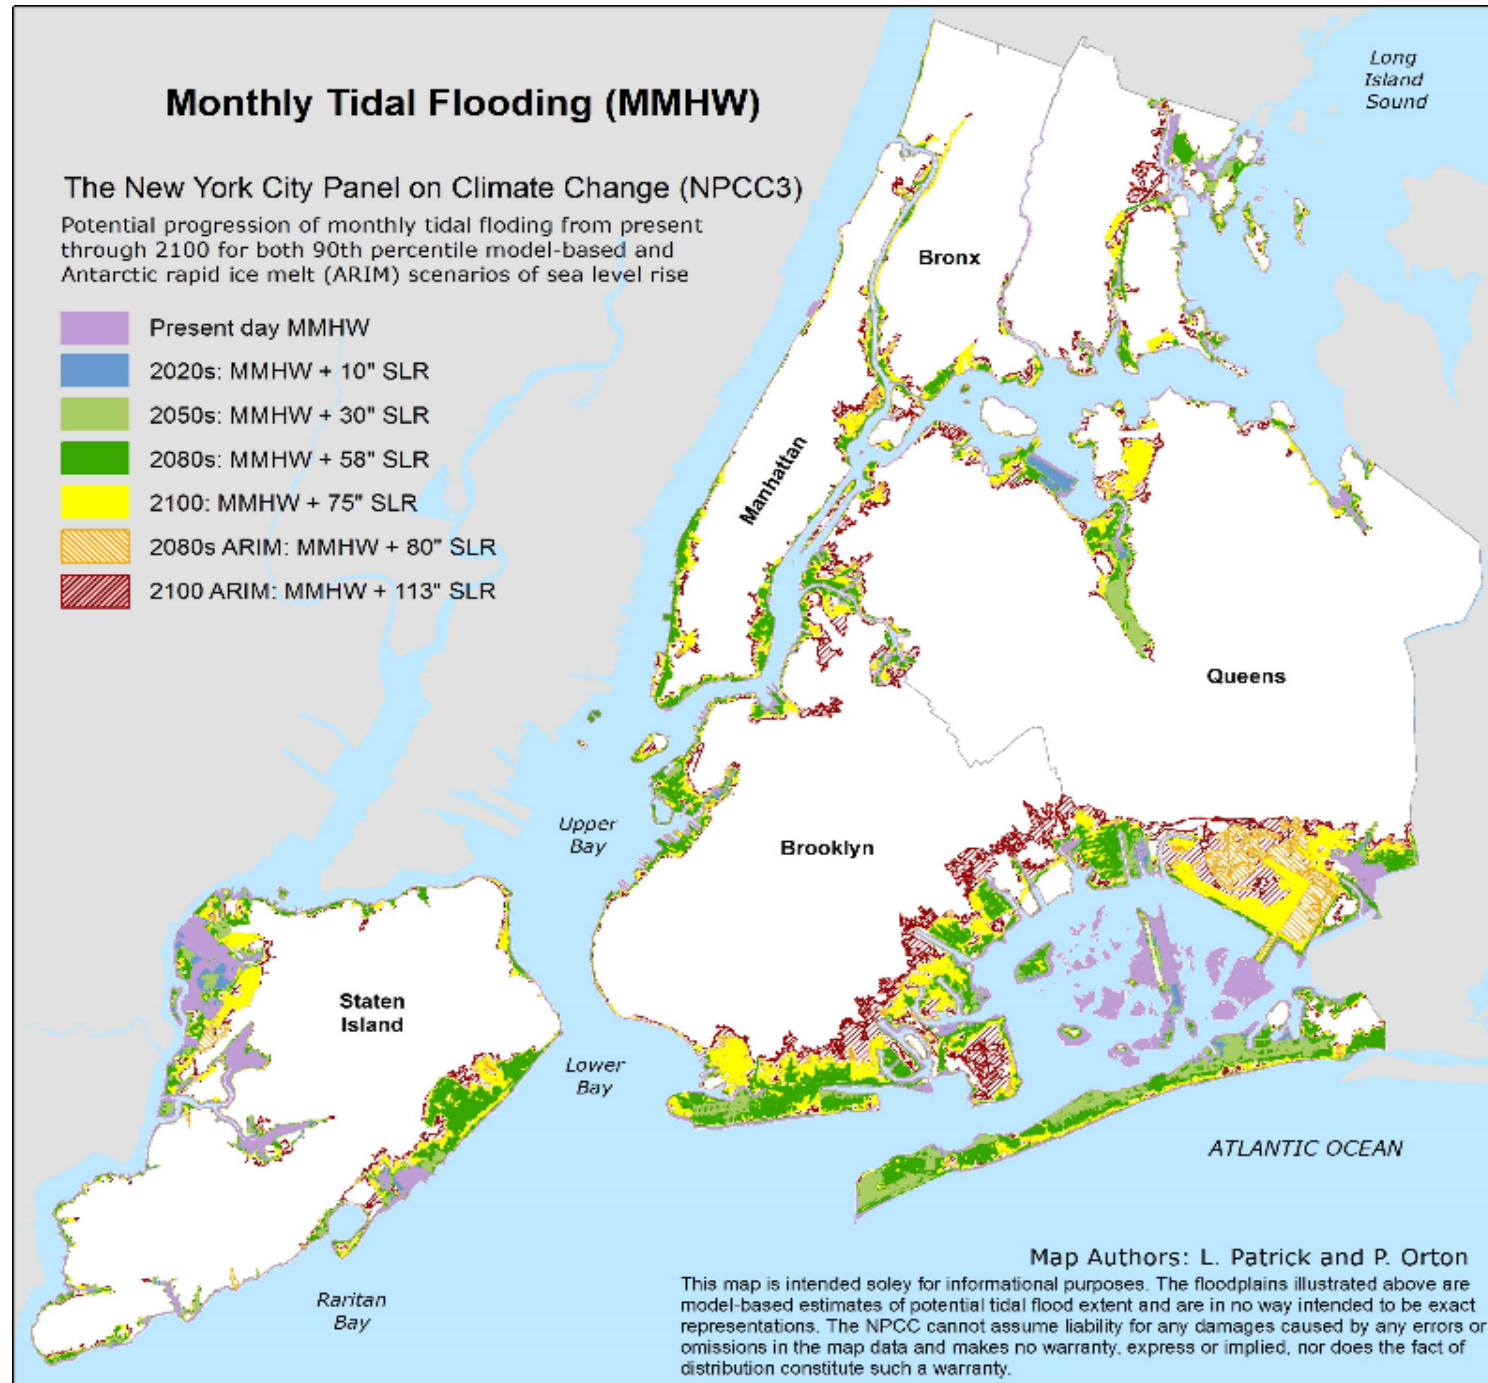 Monthly Tidal Flooding (MMHW)
The New York City Panel on Climate Change (NPCC3)
Potential progression of monthly tidal floding from present
through 2100 for both 90th percentile model-based and
Antarctic rapid ice melt (ARIM) scenarios of sea level rise
Present day MMHW
2020s: MMHW + 10" SLR
2050s: MMHW + 30" SLR
2080s: MMHW + 58" SLR
2100: MMHW + 75" SLR
2080s ARIM: MMHW + 80" SLR
2100 ARIM: MMHW + 113" SLR
Long
Island
Sound
Bronx
Manhattan
Queens
Upper
Bay
Brooklyn
Staten
Island
Lower
Bay
ATLANTIC OCEAN
Raritan
Bay
Map Authors: L. Patrick and P. Orton
This map is intended soley for informational purposes. The floodplains illustrated above are
model-based estimates of potential tidal flood extent and are in no way intended to be exact
representations. The NPCC cannot assume liability for any damages caused by any errors or
omissions in the map data and makes no warranty, express or implied, nor does the fact of
distribution constitute such a warranty.